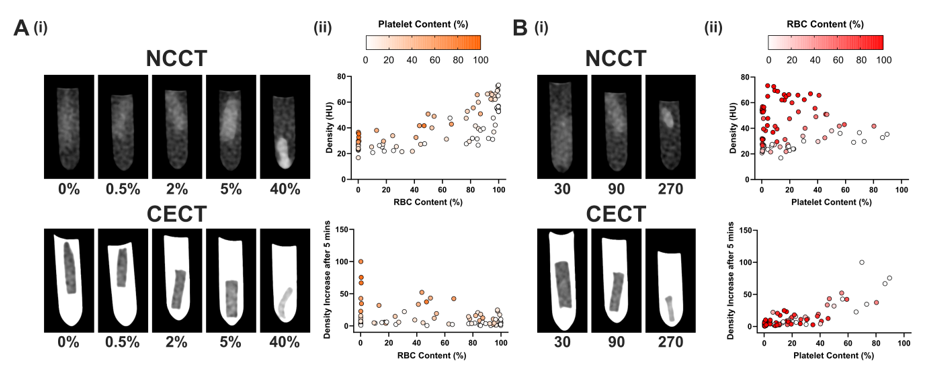 A (i)
NCCT
0% 0.5% 2% 5% 40%
CECT
0% 0.5% 2% 5% 40%
(ii)
Platelet Content (%)
0 20 40 60 80 100
Density (HU)
80
60
40
20
0
0 20 40 60 80 100
RBC Content (%)
Density Increase after 5 mins
150
100
50
0
0 20 40 60 80 100
RBC Content (%)
B (i)
NCCT
30 90 270
CECT
30 90 270
(ii)
RBC Content (%)
0 20 40 60 80 100
Density (HU)
80
60
40
20
0
0 20 40 60 80 100
Platelet Content (%)
Density Increase after 5 mins
150
100
50
0
0 20 40 60 80 100
Platelet Content (%)